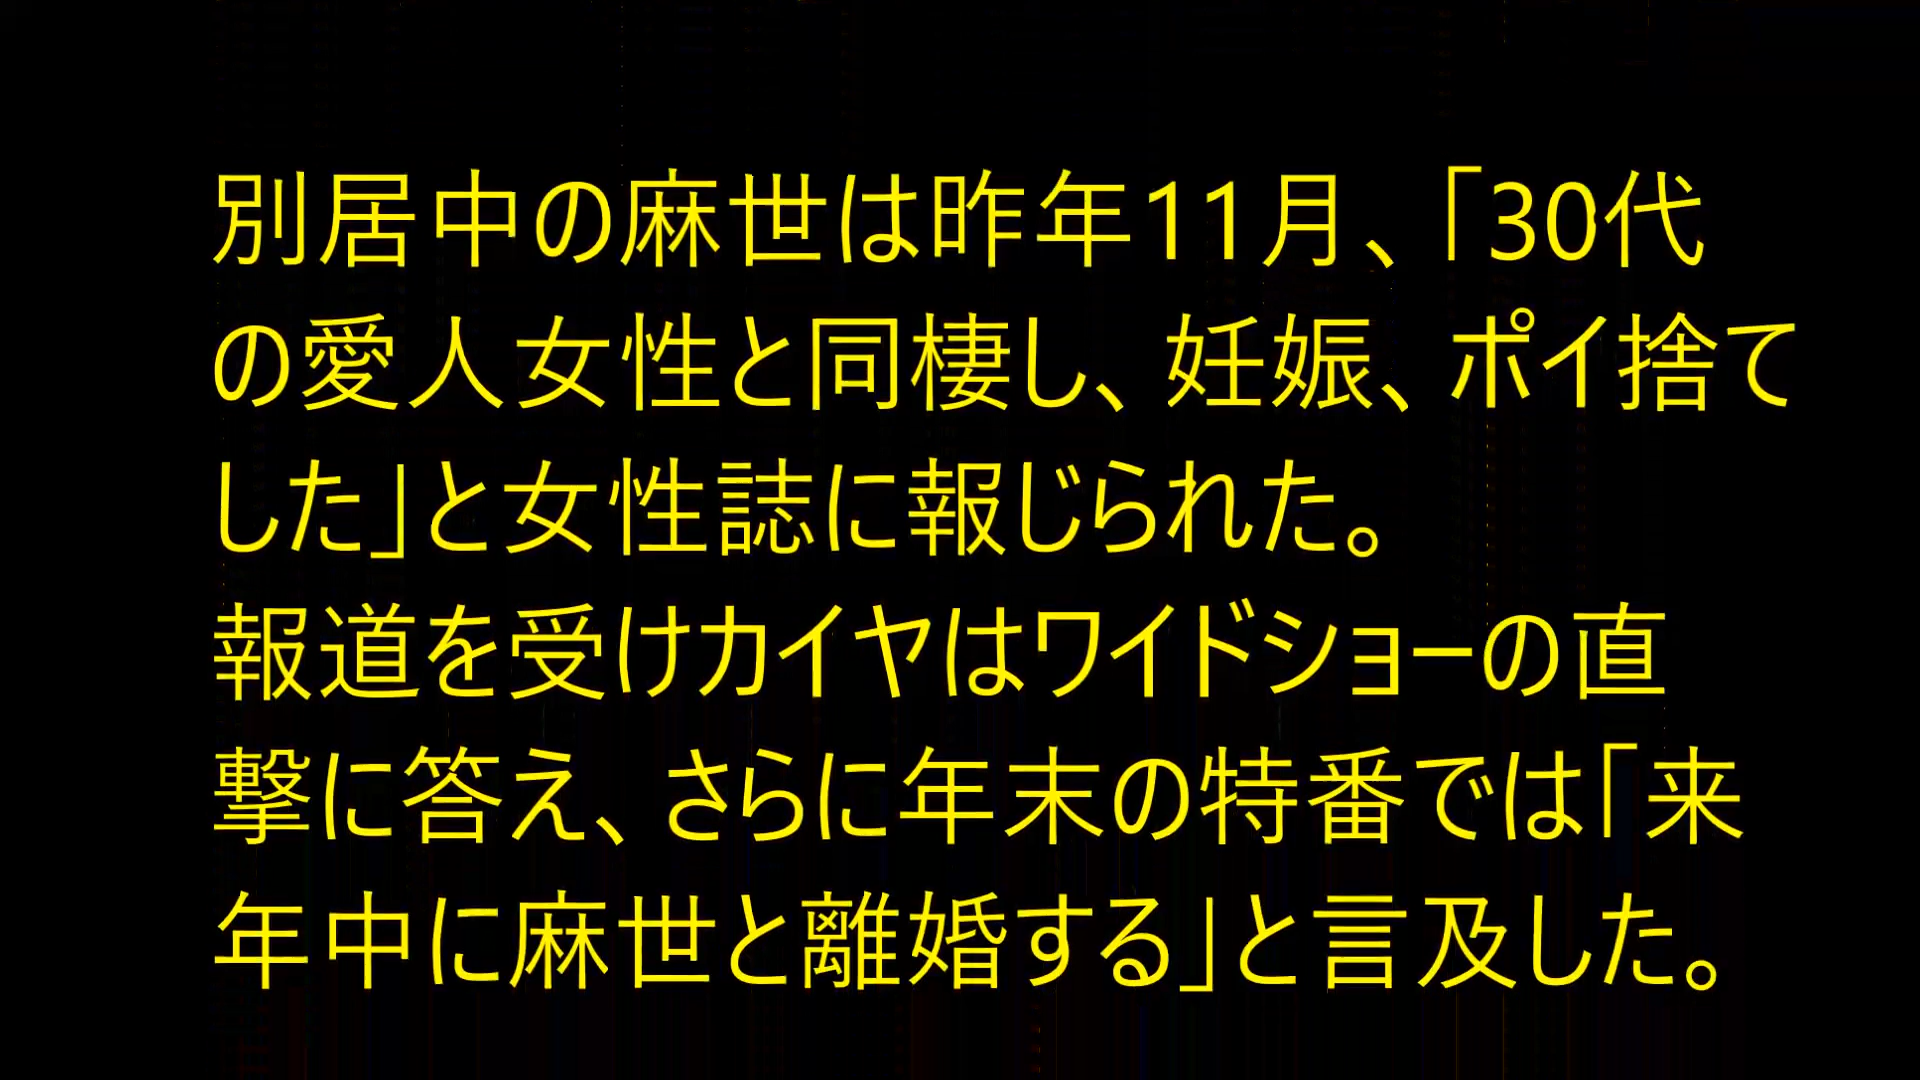 別居中の麻世は昨年11月、「30代
の愛人女性と同棲し、妊娠、ポイ捨て
した」と女性誌に報じられた。
報道を受けカイヤはワイドショーの直
撃に答え、さらに年末の特番では「来
年中に麻世と離婚する」と言及した。